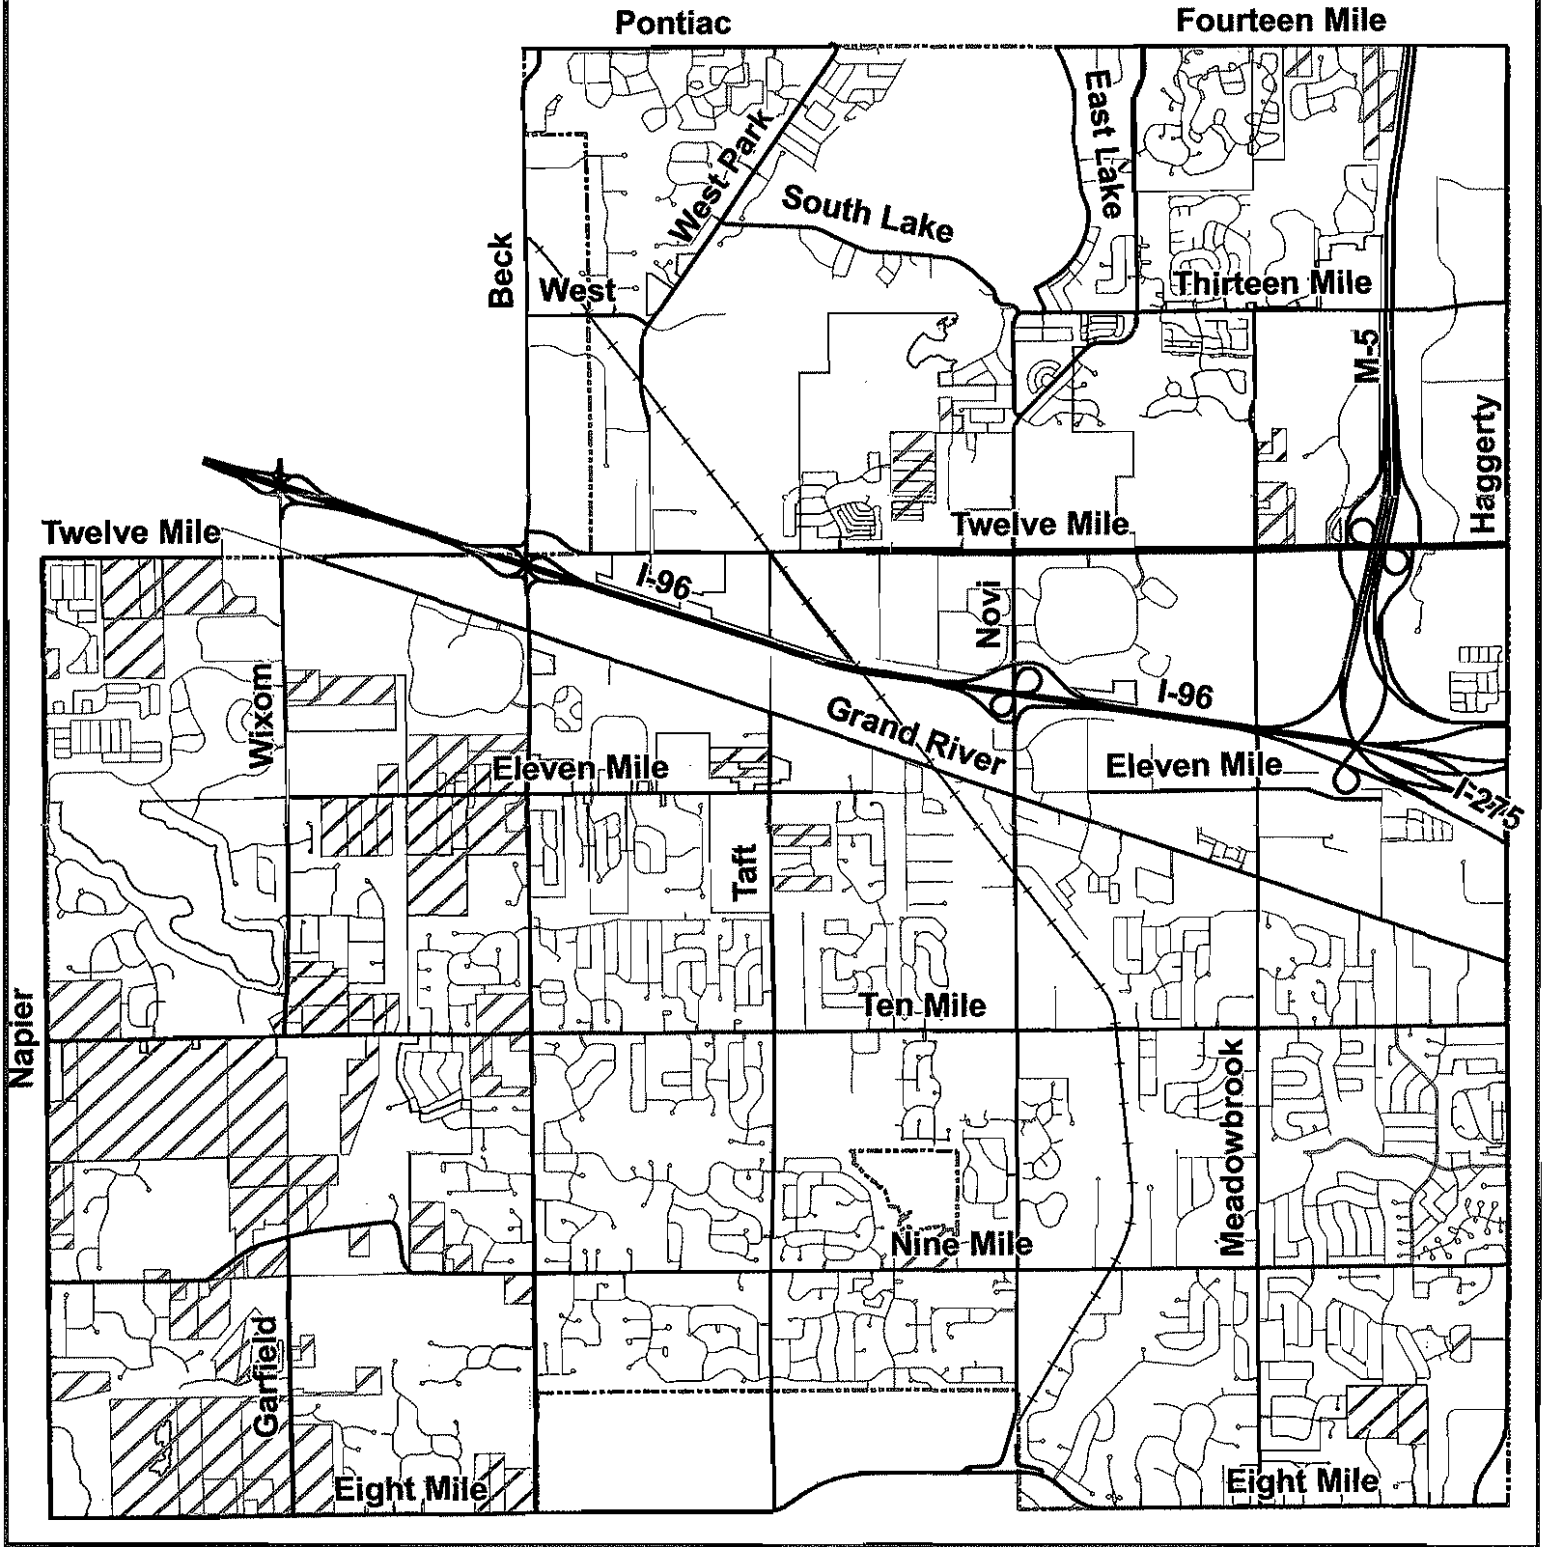 Pontiac
Fourteen Mile
West Park
East Lake
South Lake
Beck
West
Thirteen Mile
M-5
Haggerty
Twelve Mile
Twelve Mile
I-96
Novi
Wixom
I-96
Grand River
Eleven Mile
Eleven Mile
I-275
Taft
Ten Mile
Napier
Meadowbrook
Nine Mile
Garfield
Eight Mile
Eight Mile